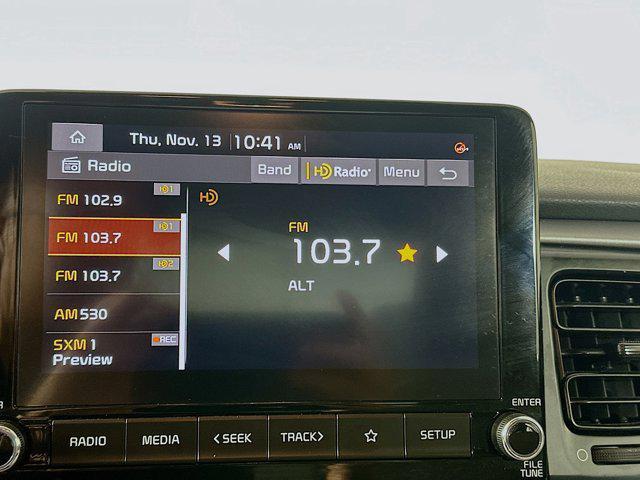 Thu, Nov. 13 10:41 AM
Radio Band HD Radio Menu
FM 102.9 HD1
FM 103.7 HD1
FM 103.7 HD2
AM 530
SXM 1 REC
Preview
HD
FM
103.7
ALT
RADIO MEDIA <SEEK TRACK> SETUP
ENTER
FILE
TUNE